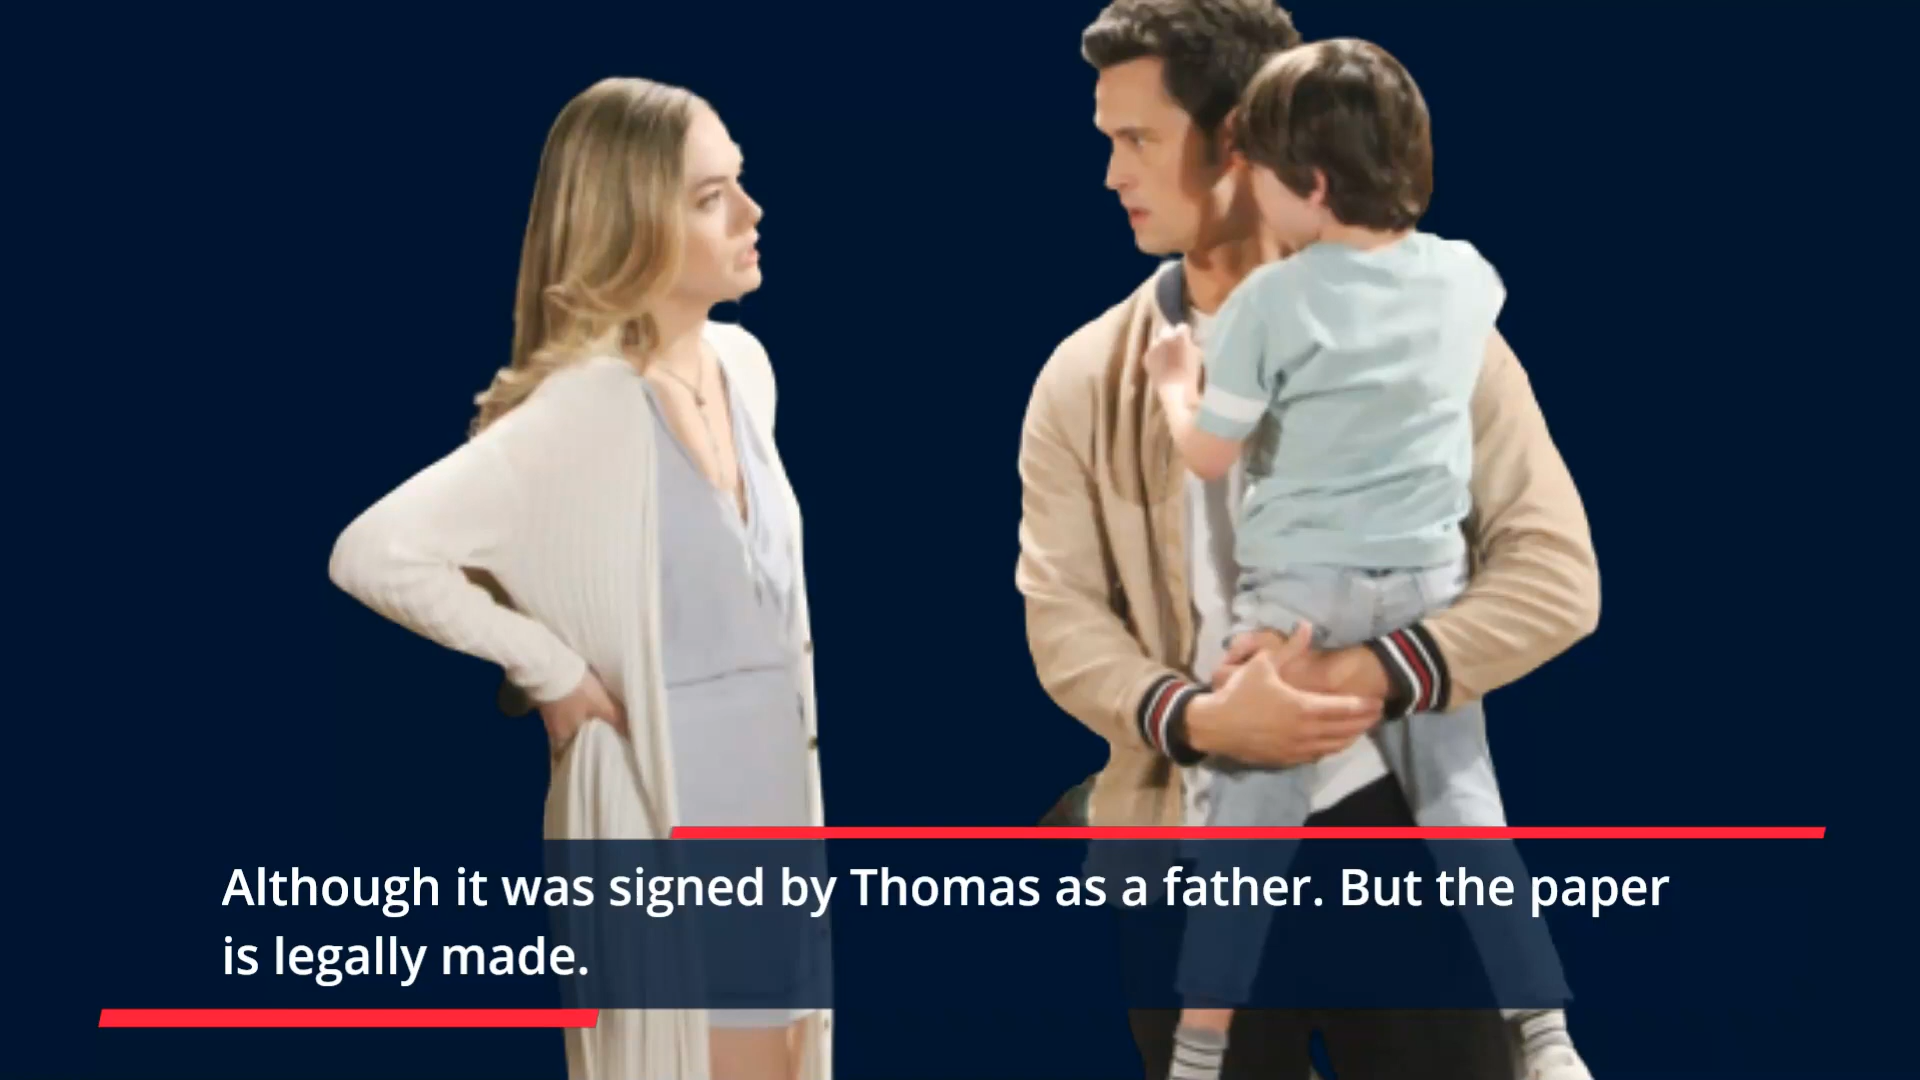 Although it was signed by Thomas as a father. But the paper
is legally made.